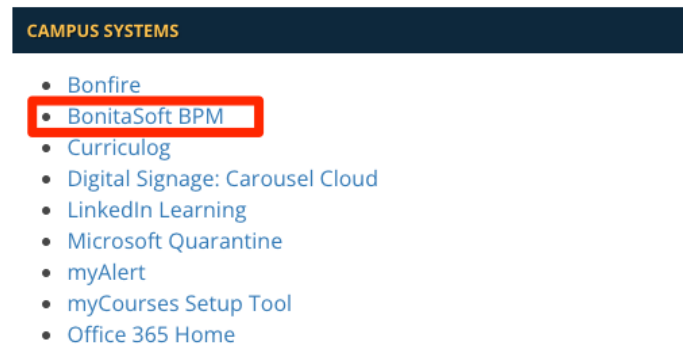 CAMPUS SYSTEMS
Bonfire
BonitaSoft BPM
Curriculog
Digital Signage: Carousel Cloud
LinkedIn Learning
Microsoft Quarantine
myAlert
myCourses Setup Tool
Office 365 Home